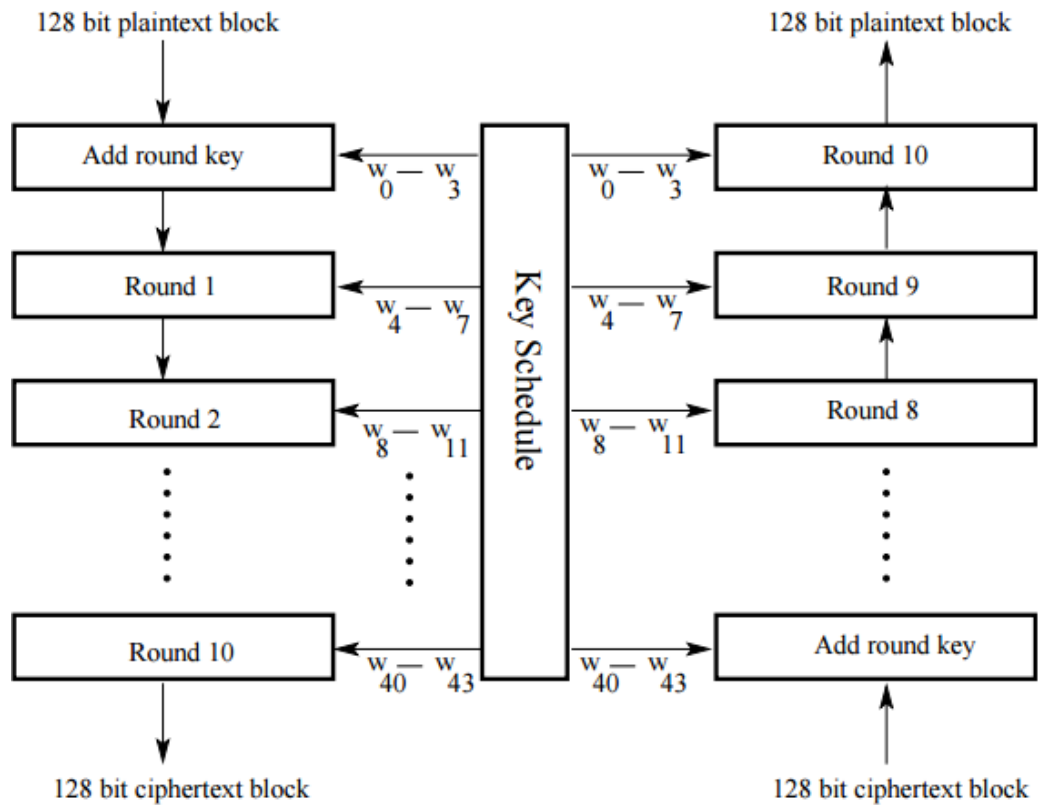 128 bit plaintext block
128 bit plaintext block
Add round key
w0 — w3
w0 — w3
Round 10
Round 1
w4 — w7
w4 — w7
Round 9
Key Schedule
Round 2
w8 — w11
w8 — w11
Round 8
Round 10
w40 — w43
w40 — w43
Add round key
128 bit ciphertext block
128 bit ciphertext block